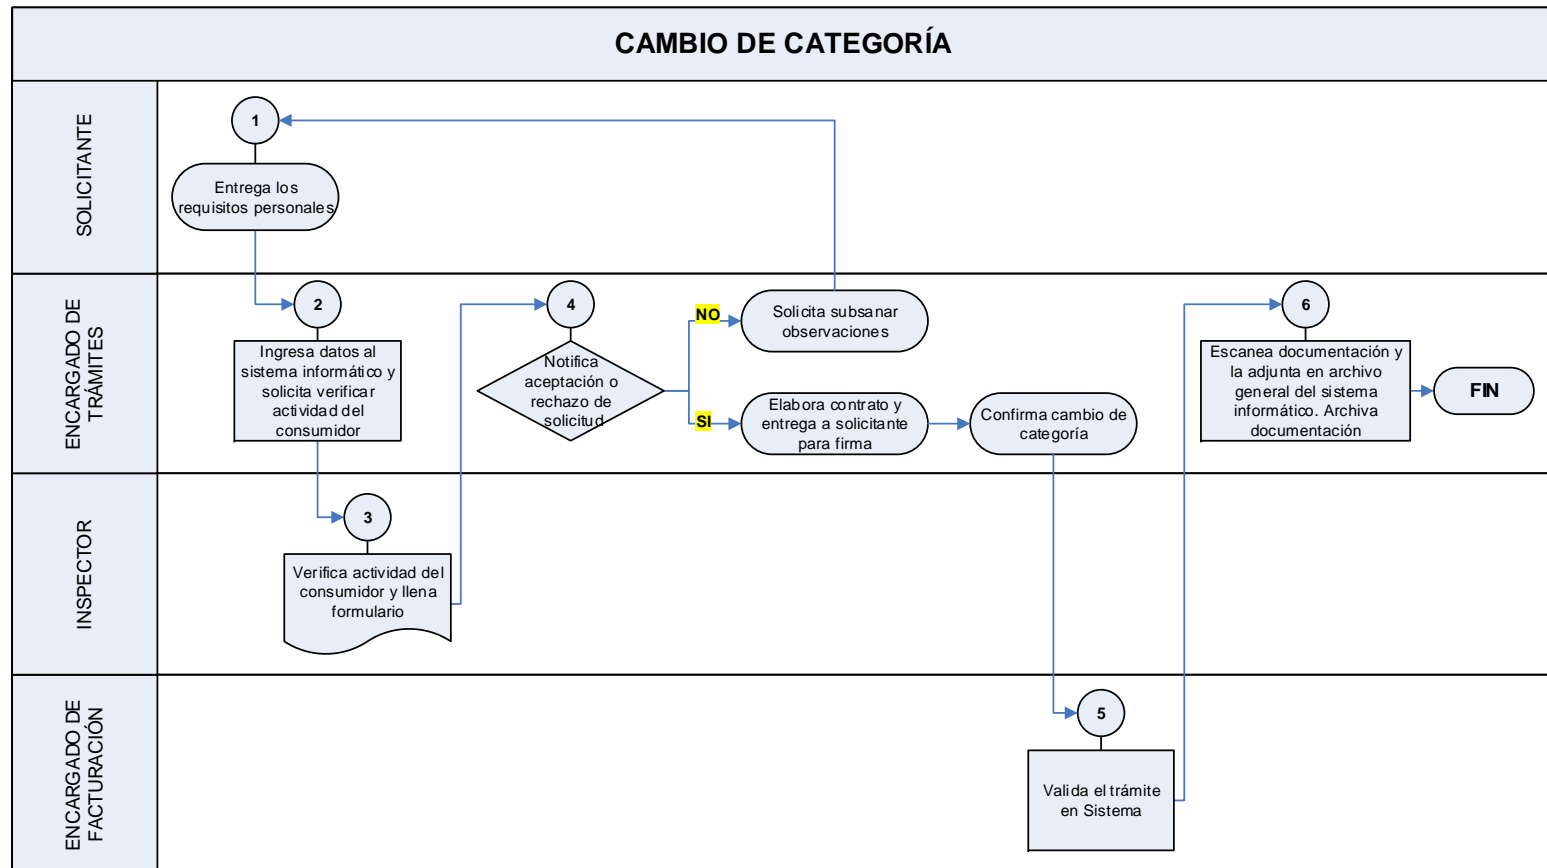 CAMBIO DE CATEGORÍA
SOLICITANTE
1
Entrega los
requisitos personales
ENCARGADO DE
TRÁMITES
2
Ingresa datos al
sistema informático y
solicita verificar
actividad del
consumidor
4
Notifica
aceptación o
rechazo de
solicitud
NO
Solicita subsanar
observaciones
SI
Elabora contrato y
entrega a solicitante
para firma
Confirma cambio de
categoría
6
Escanea documentación y
la adjunta en archivo
general del sistema
informático. Archiva
documentación
FIN
INSPECTOR
3
Verifica actividad del
consumidor y llena
formulario
ENCARGADO DE
FACTURACIÓN
5
Valida el trámite
en Sistema